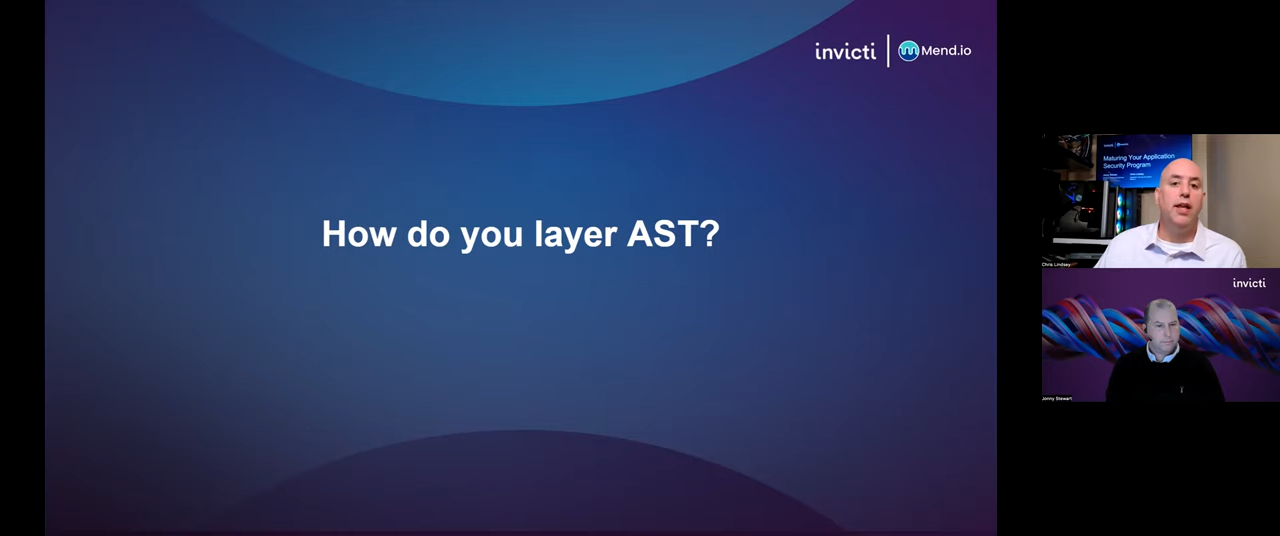 invicti
Mend.io
How do you layer AST?
Maturing Your Application
Security Program
Chris Lindsey
invicti
Jonny Stewart